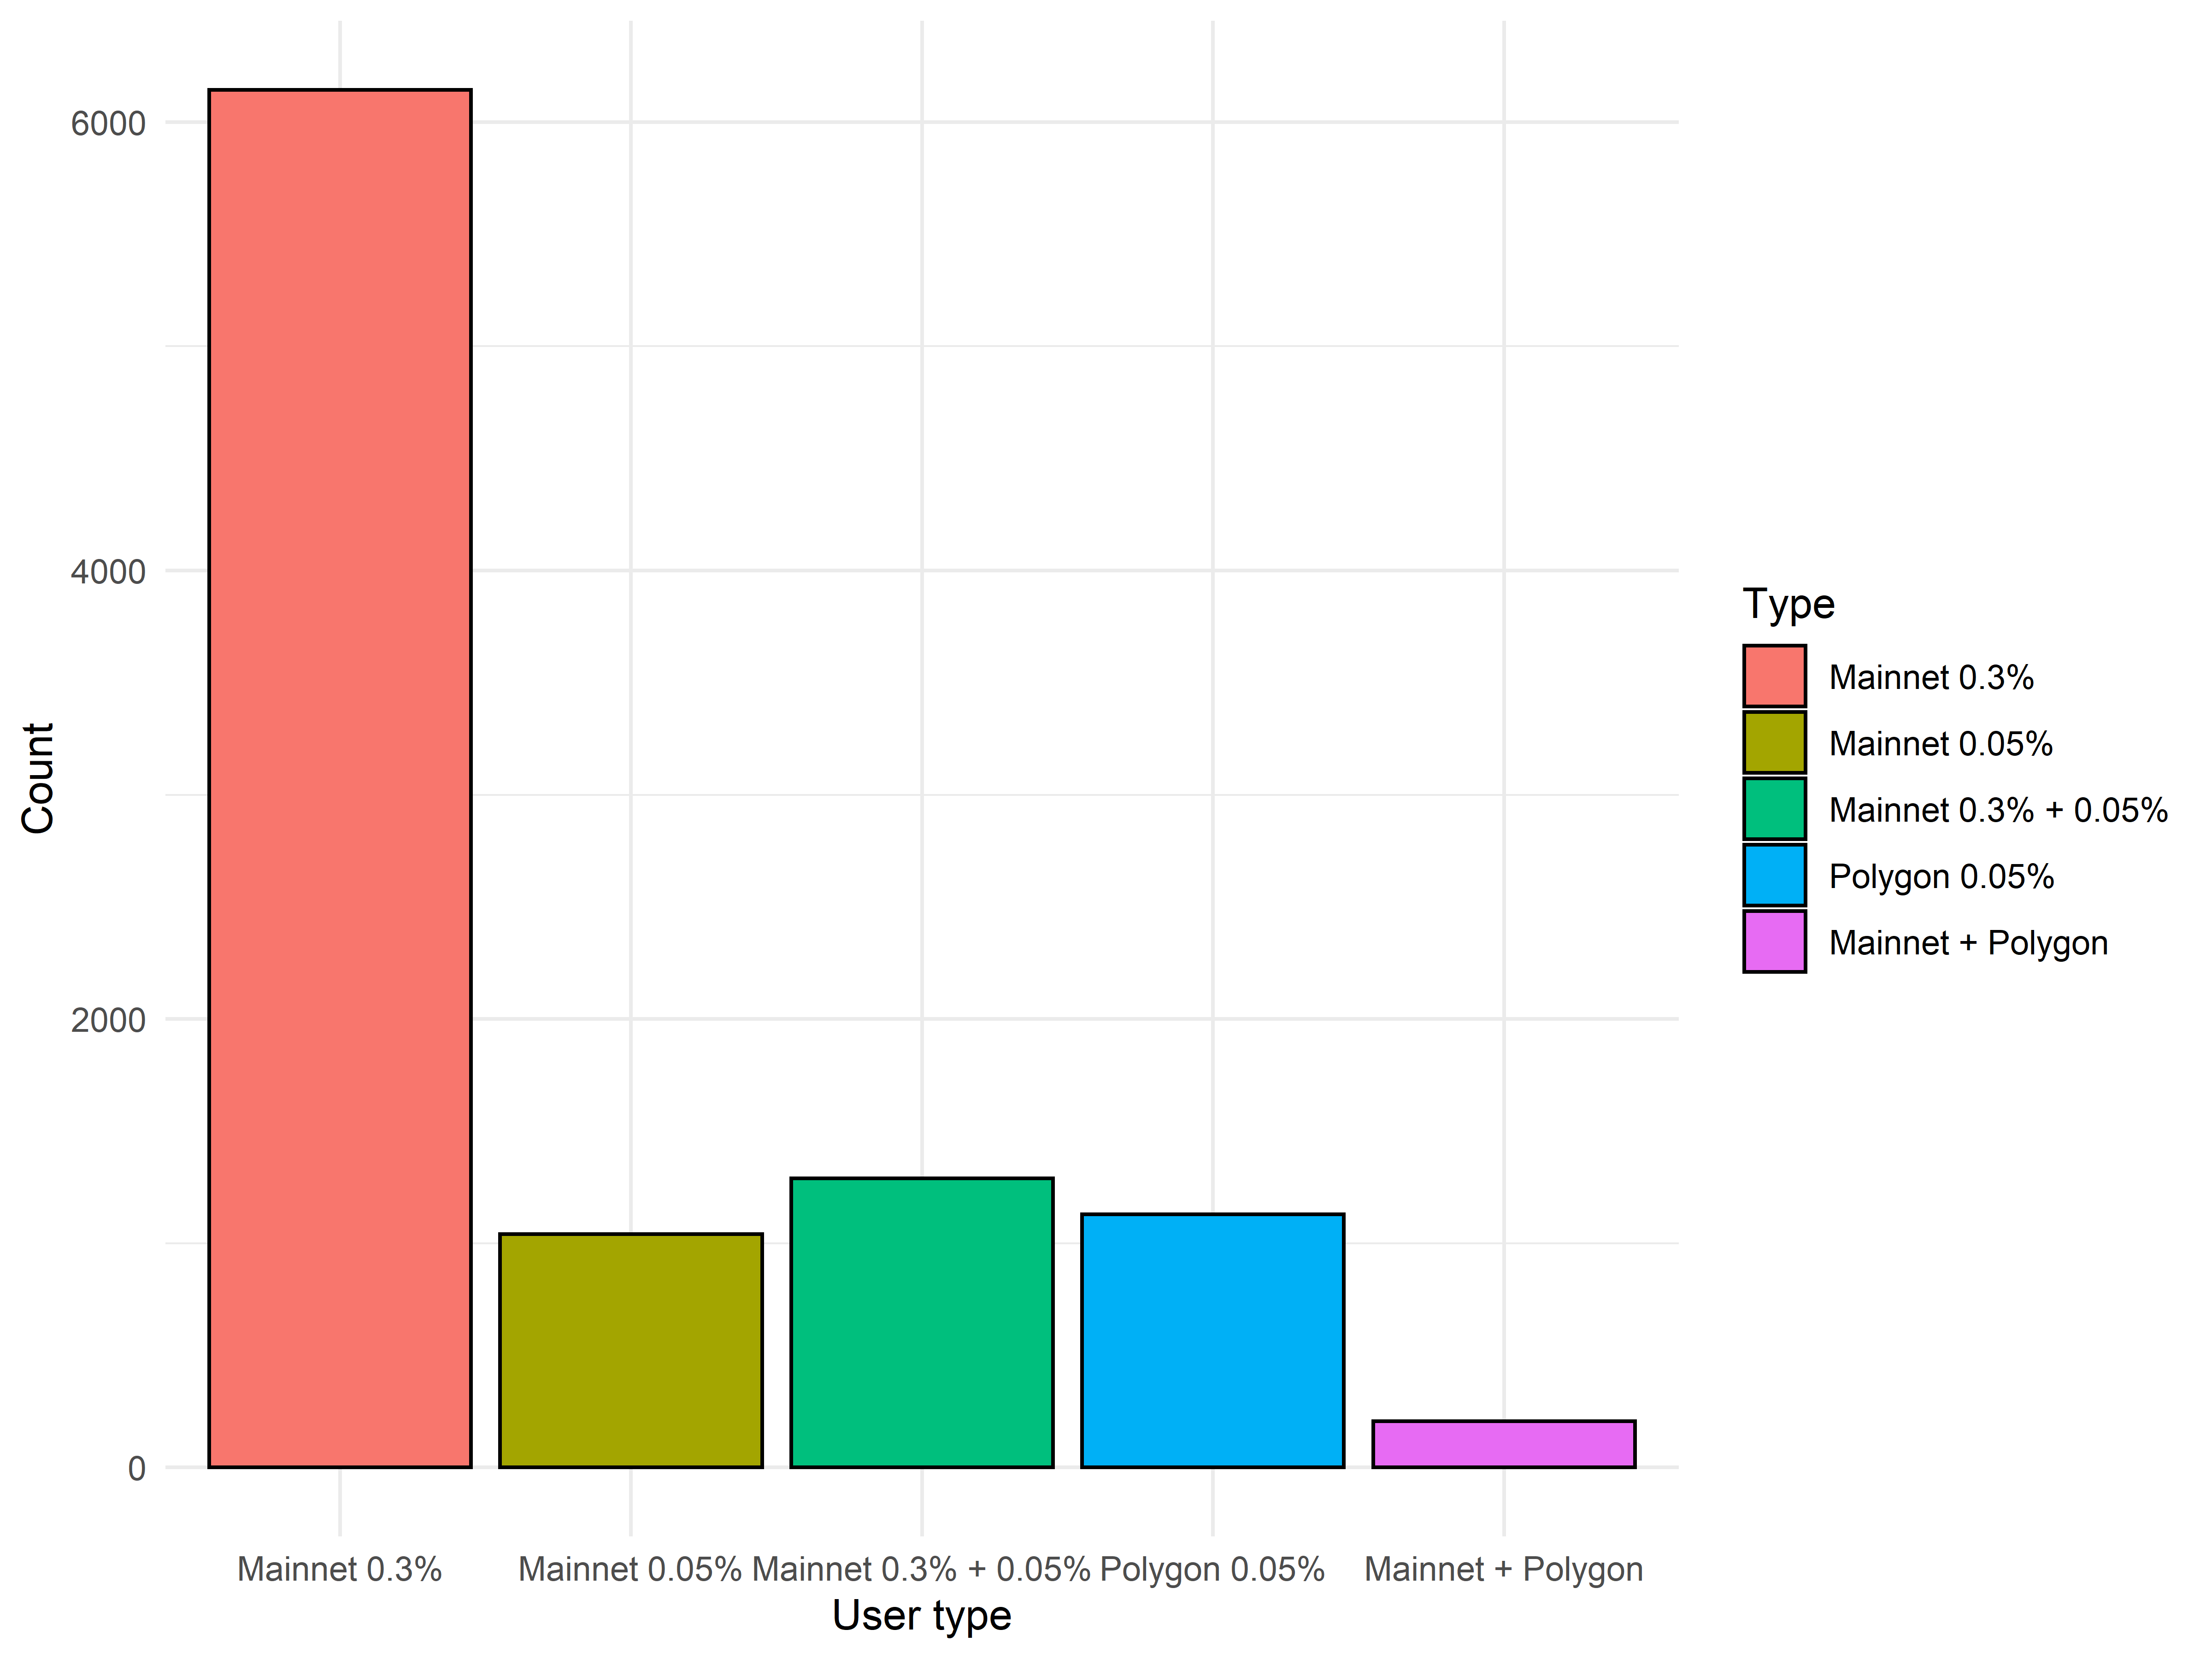 6000
4000
2000
0
Count
Mainnet 0.3%
Mainnet 0.05%
Mainnet 0.3% + 0.05%
Polygon 0.05%
Mainnet + Polygon
User type
Type
Mainnet 0.3%
Mainnet 0.05%
Mainnet 0.3% + 0.05%
Polygon 0.05%
Mainnet + Polygon